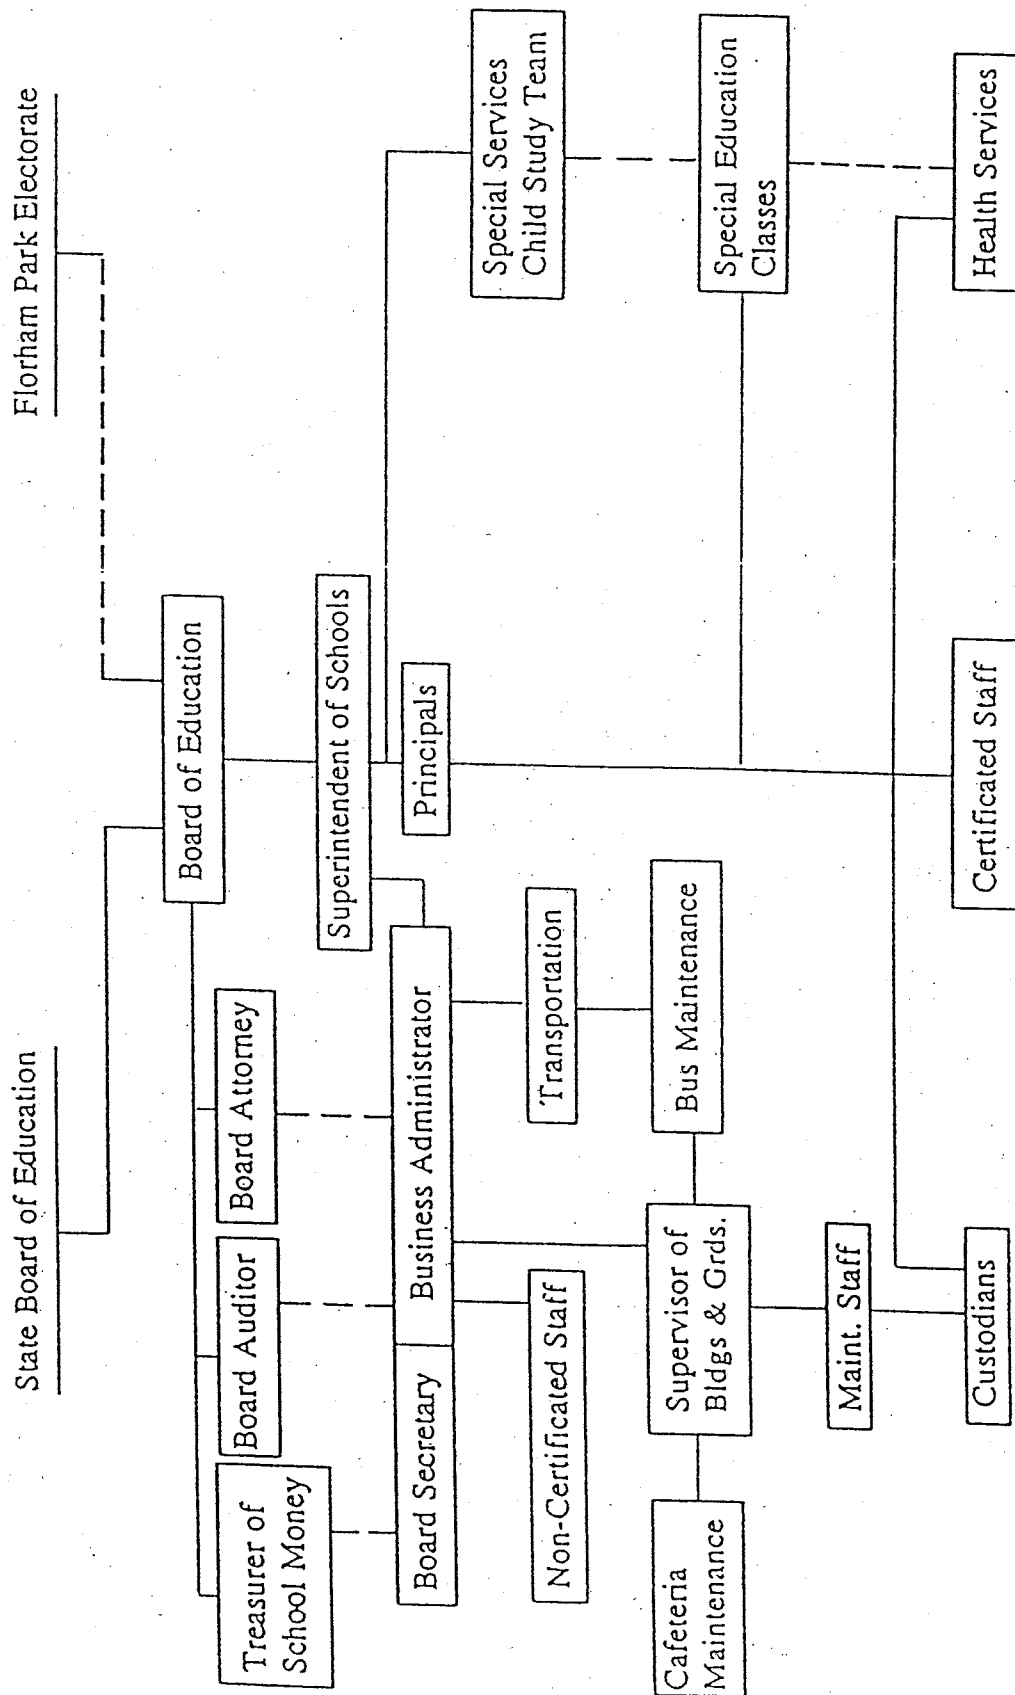 State Board of Education
Florham Park Electorate
Board of Education
Treasurer of
School Money
Board Auditor
Board Attorney
Superintendent of Schools
Board Secretary
Business Administrator
Principals
Special Services
Child Study Team
Non-Certificated Staff
Transportation
Cafeteria
Maintenance
Supervisor of
Bldgs & Grds.
Bus Maintenance
Special Education
Classes
Maint. Staff
Custodians
Certificated Staff
Health Services